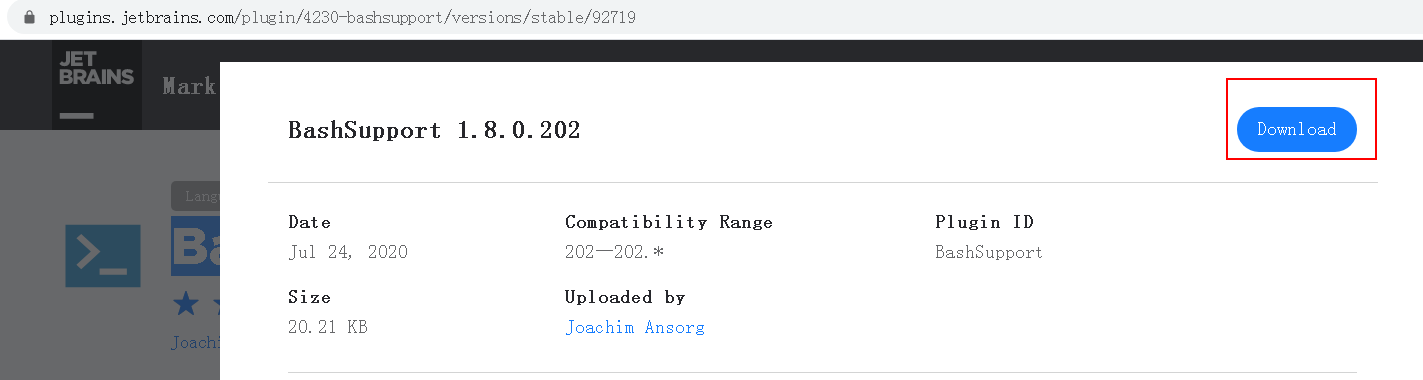 plugins.jetbrains.com/plugin/4230-bashsupport/versions/stable/92719
JET
BRAINS
Mark
BashSupport 1.8.0.202
Download
Langu
Ba
Date
Compatibility Range
Plugin ID
Jul 24, 2020
202—202.*
BashSupport
Size
Uploaded by
20.21 KB
Joachim Ansorg
Joachi